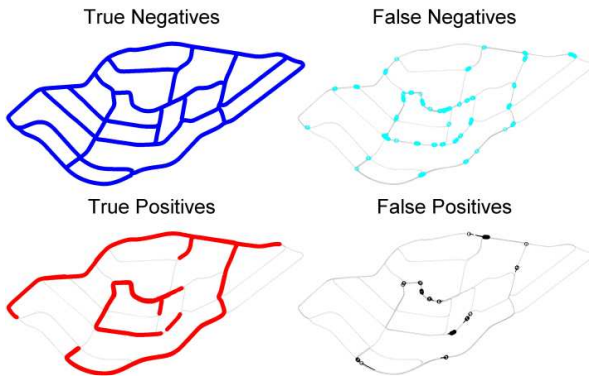 True Negatives
False Negatives
True Positives
False Positives